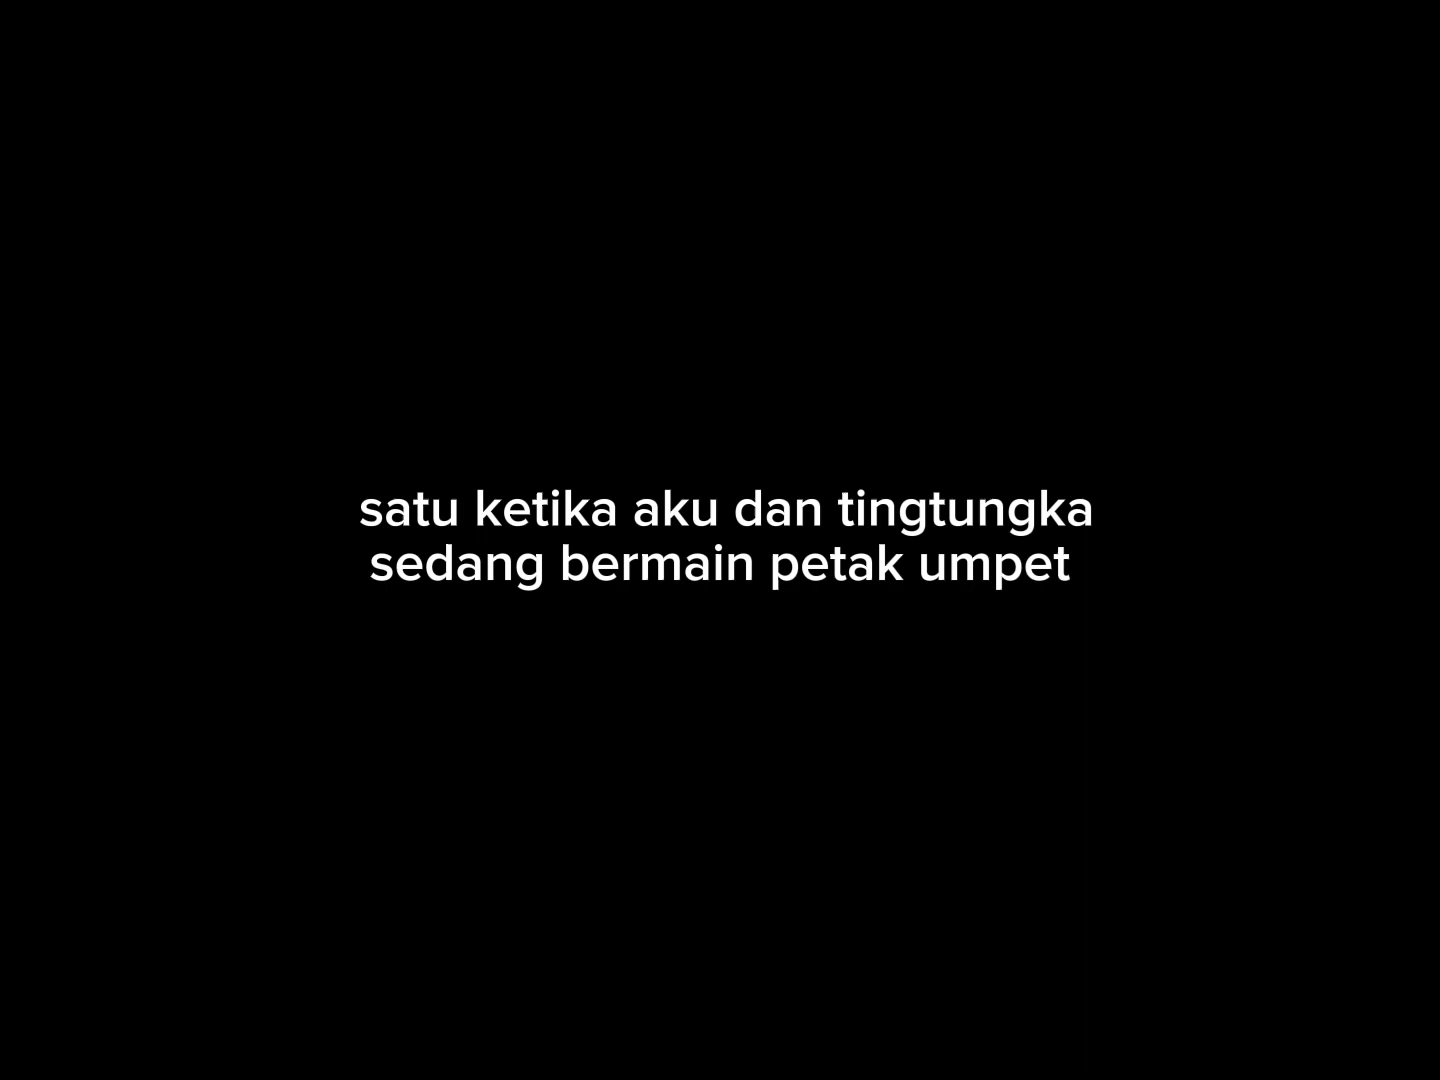 satu ketika aku dan tingtungka
sedang bermain petak umpet